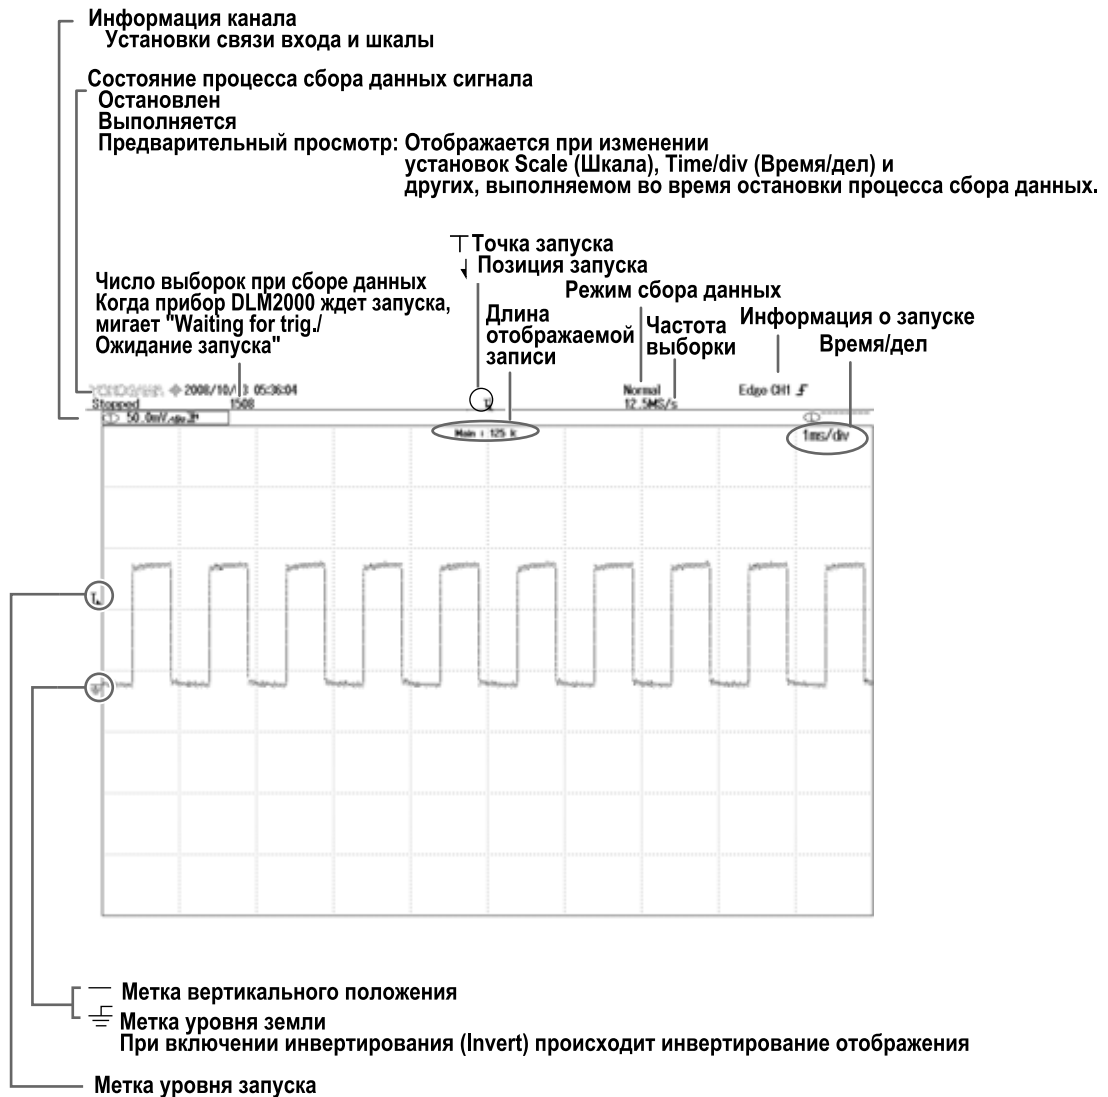 Информация канала
Установки связи входа и шкалы
Состояние процесса сбора данных сигнала
Остановлен
Выполняется
Предварительный просмотр: Отображается при изменении
установок Scale (Шкала), Time/div (Время/дел) и
других, выполняемом во время остановки процесса сбора данных.
Точка запуска
Позиция запуска
Число выборок при сборе данных
Когда прибор DLM2000 ждет запуска,
мигает "Waiting for trig./
Ожидание запуска"
Длина
отображаемой
записи
Режим сбора данных
Частота
выборки
Информация о запуске
Время/дел
2008/10/ 3 05:36:04
Normal
Edge CH1
Stopped
1508
12.5MS/s
50.0mV
Main : 125 k
1ms/div
Метка вертикального положения
Метка уровня земли
При включении инвертирования (Invert) происходит инвертирование отображения
Метка уровня запуска